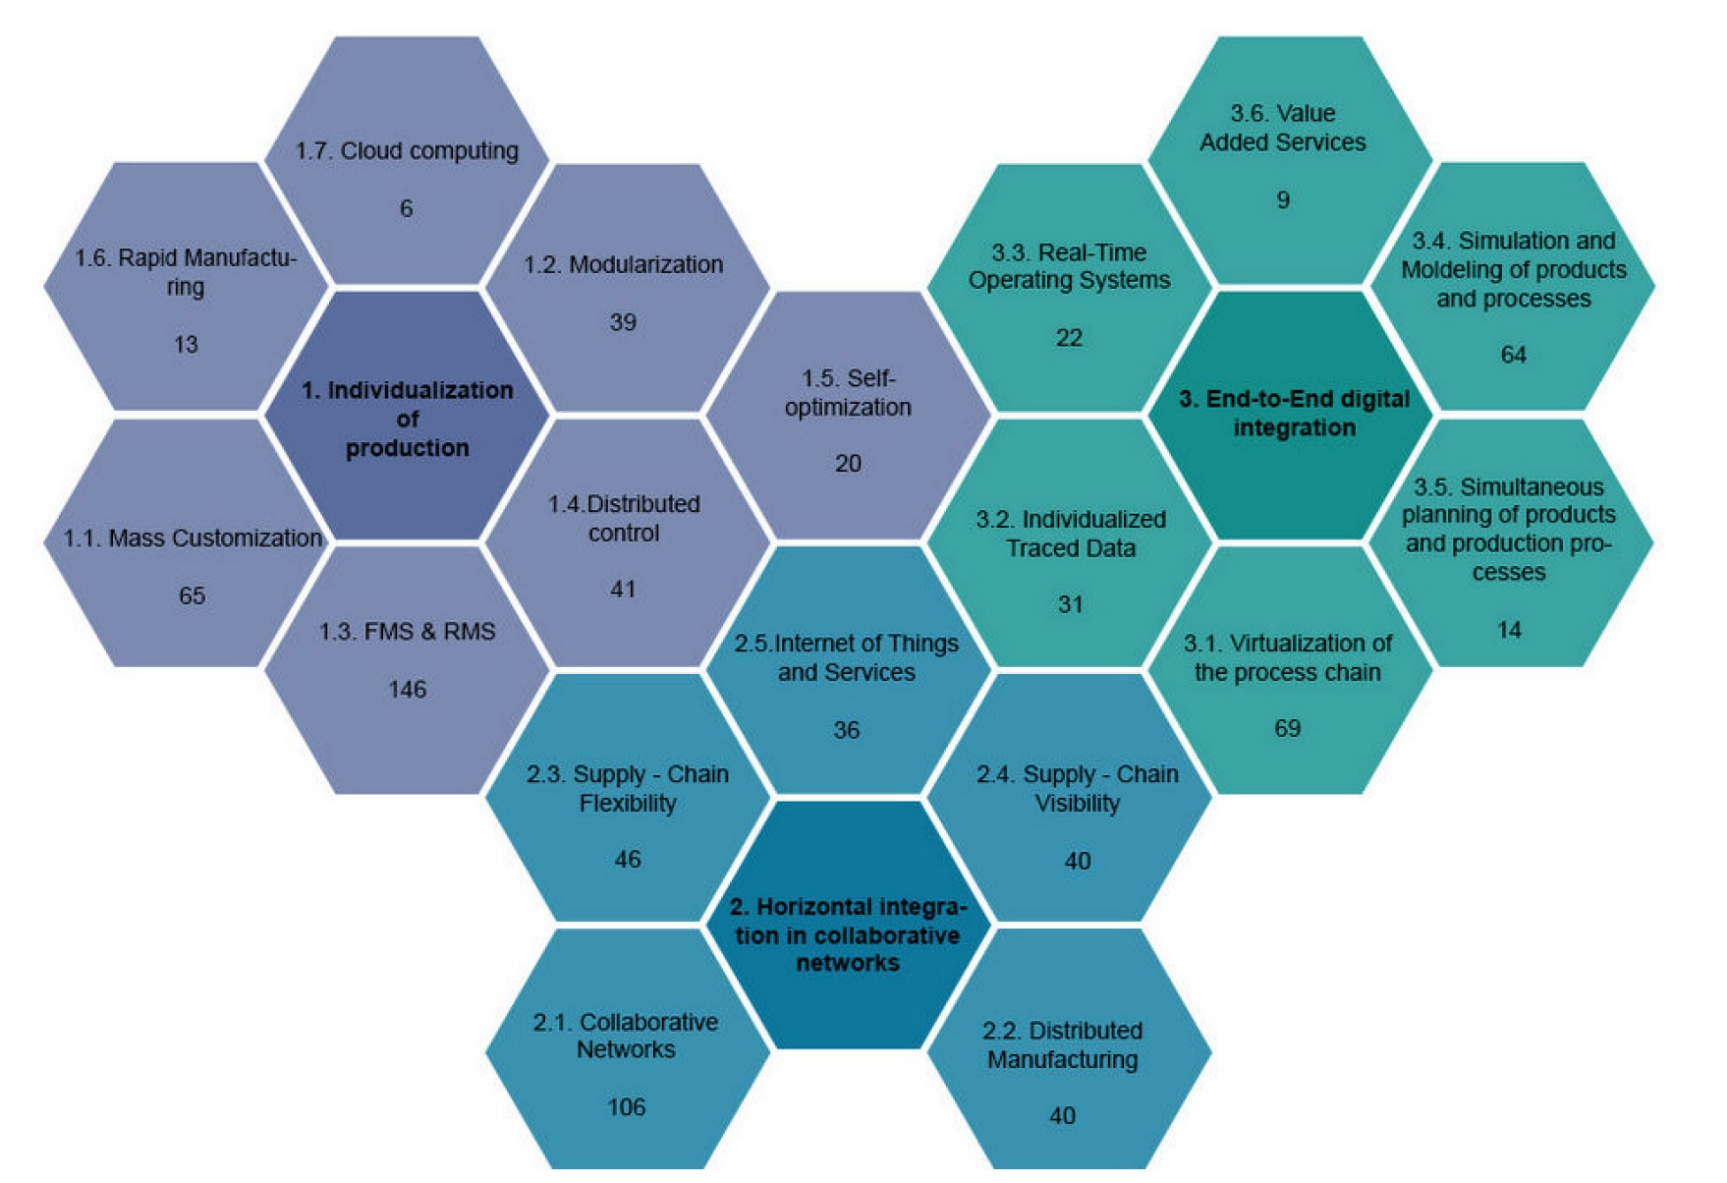 1.7. Cloud computing
6
1.6. Rapid Manufactu-
ring
13
1.2. Modularization
39
1. Individualization
of
production
1.1. Mass Customization
65
1.3. FMS & RMS
146
1.4.Distributed
control
41
1.5. Self-
optimization
20
3.6. Value
Added Services
9
3.3. Real-Time
Operating Systems
22
3.4. Simulation and
Moldeling of products
and processes
64
3. End-to-End digital
integration
3.2. Individualized
Traced Data
31
3.5. Simultaneous
planning of products
and production pro-
cesses
14
3.1. Virtualization of
the process chain
69
2.5.Internet of Things
and Services
36
2.3. Supply - Chain
Flexibility
46
2.4. Supply - Chain
Visibility
40
2. Horizontal integra-
tion in collaborative
networks
2.1. Collaborative
Networks
106
2.2. Distributed
Manufacturing
40